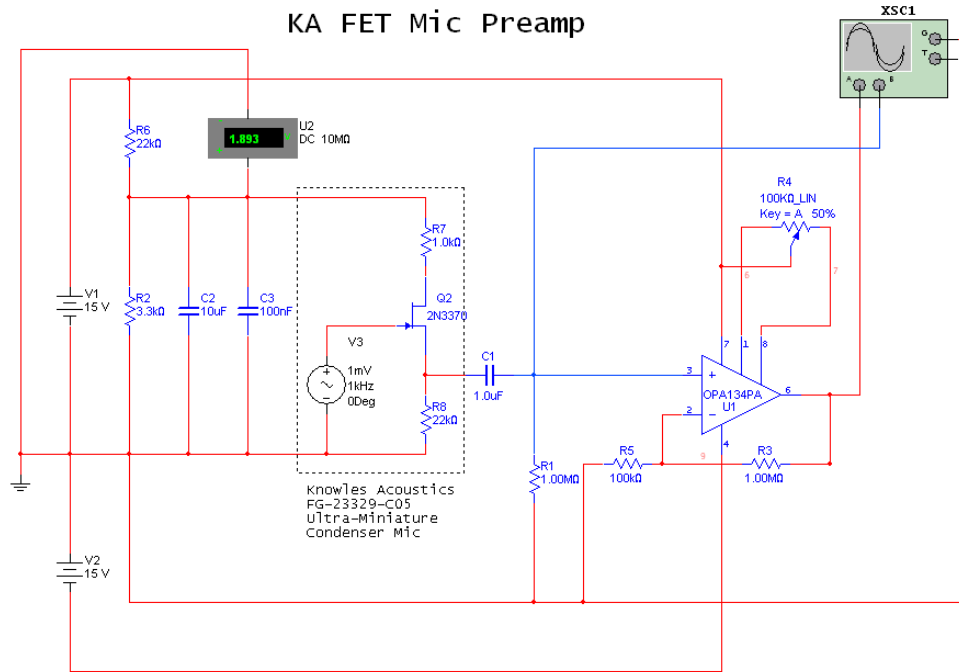 KA FET Mic Preamp
XSC1
G
T
A
B
R6
22kΩ
1.893
V
U2
DC 10MΩ
R4
100KΩ_LIN
Key = A 50%
6
7
R7
1.0kΩ
V1
15 V
R2
3.3kΩ
C2
10uF
C3
100nF
Q2
2N3370
V3
1mV
1kHz
0Deg
C1
1.0uF
R8
22kΩ
7
1
8
3
2
6
4
OPA134PA
U1
9
R1
1.00MΩ
R5
100kΩ
R3
1.00MΩ
Knowles Acoustics
FG-23329-C05
Ultra-Miniature
Condenser Mic
V2
15 V